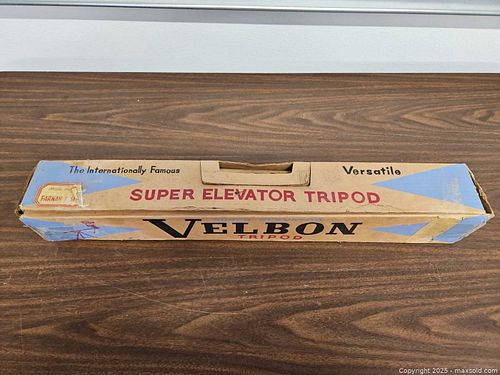 The Internationally Famous
Versatile
SUPER ELEVATOR TRIPOD
VELBON
TRIPOD
Copyright 2025 - maxsold.com